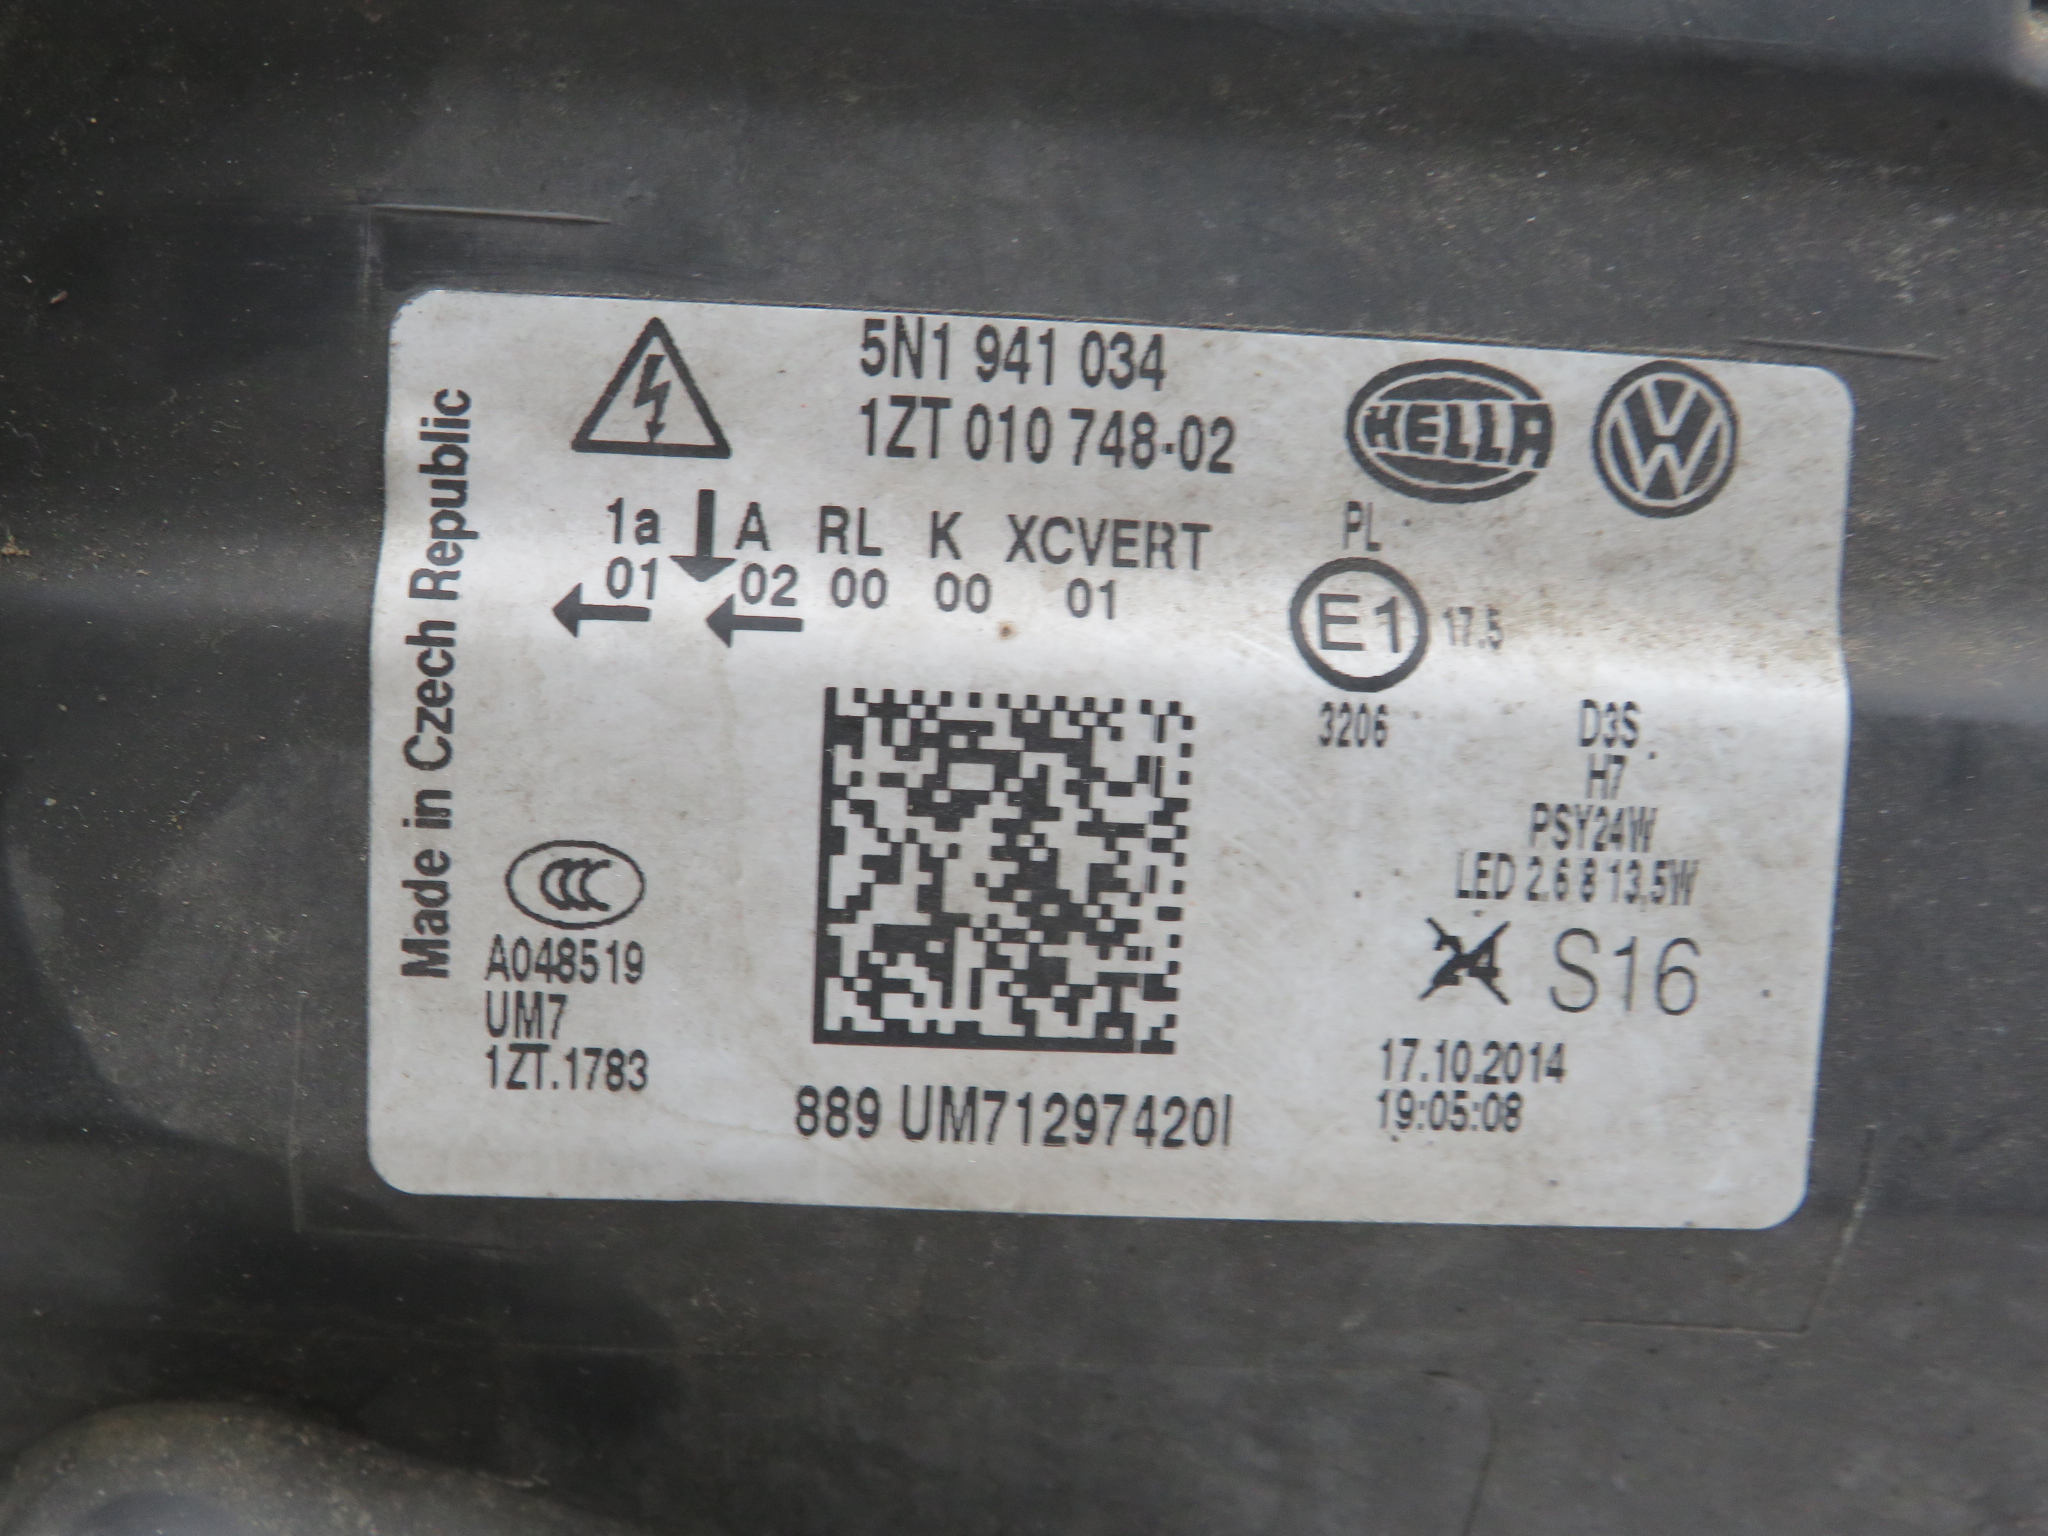 5N1 941 034
1ZT 010 748-02
HELLA
VW
Made in Czech Republic
1a A RL K XCVERT
01 02 00 00 01
PL
E1 17.5
3206
D3S
H7
PSY24W
LED 2.6 8 13.5W
24 S16
CCC
A048519
UM7
1ZT.1783
17.10.2014
19:05:08
889 UM71297420I